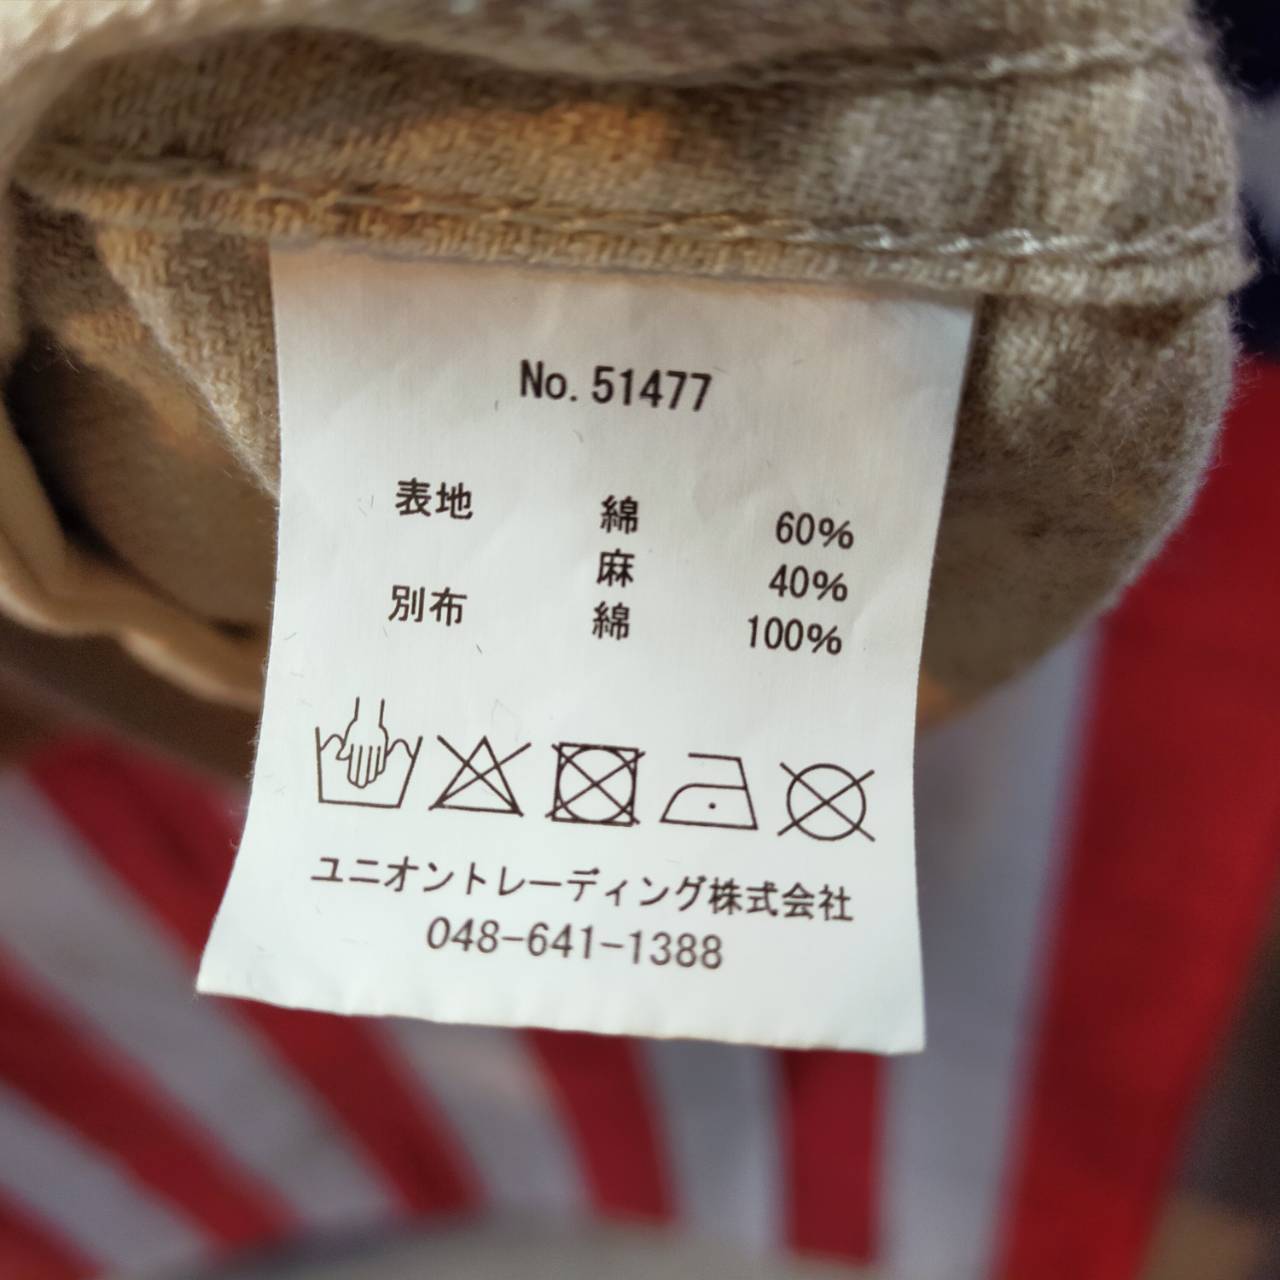 No. 51477
表地 綿 60%
麻 40%
別布 綿 100%
ユニオントレーディング株式会社
048-641-1388